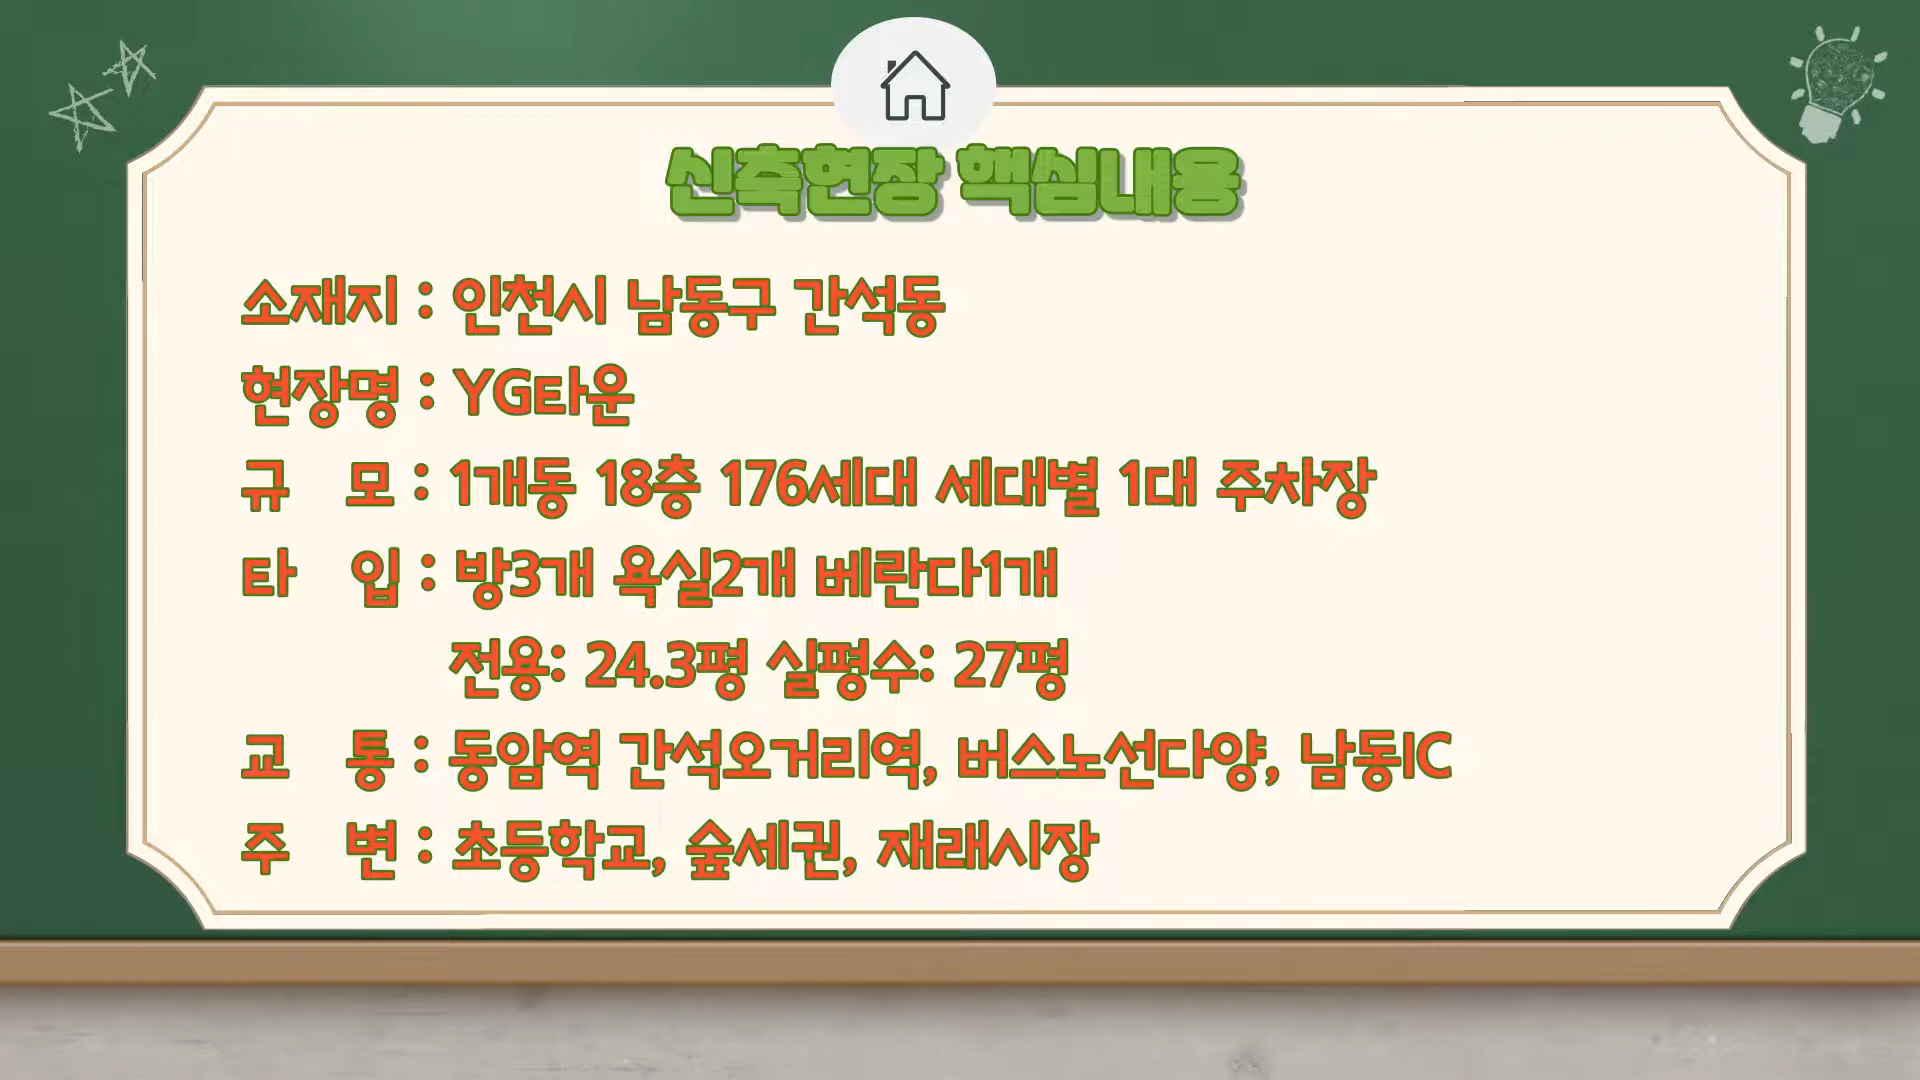 신축현장 핵심내용
소재지 : 인천시 남동구 간석동
현장명 : YG타운
규 모 : 1개동 18층 176세대 세대별 1대 주차장
타 입 : 방3개 욕실2개 베란다1개
전용: 24.3평 실평수: 27평
교 통 : 동암역 간석오거리역, 버스노선다양, 남동IC
주 변 : 초등학교, 숲세권, 재래시장